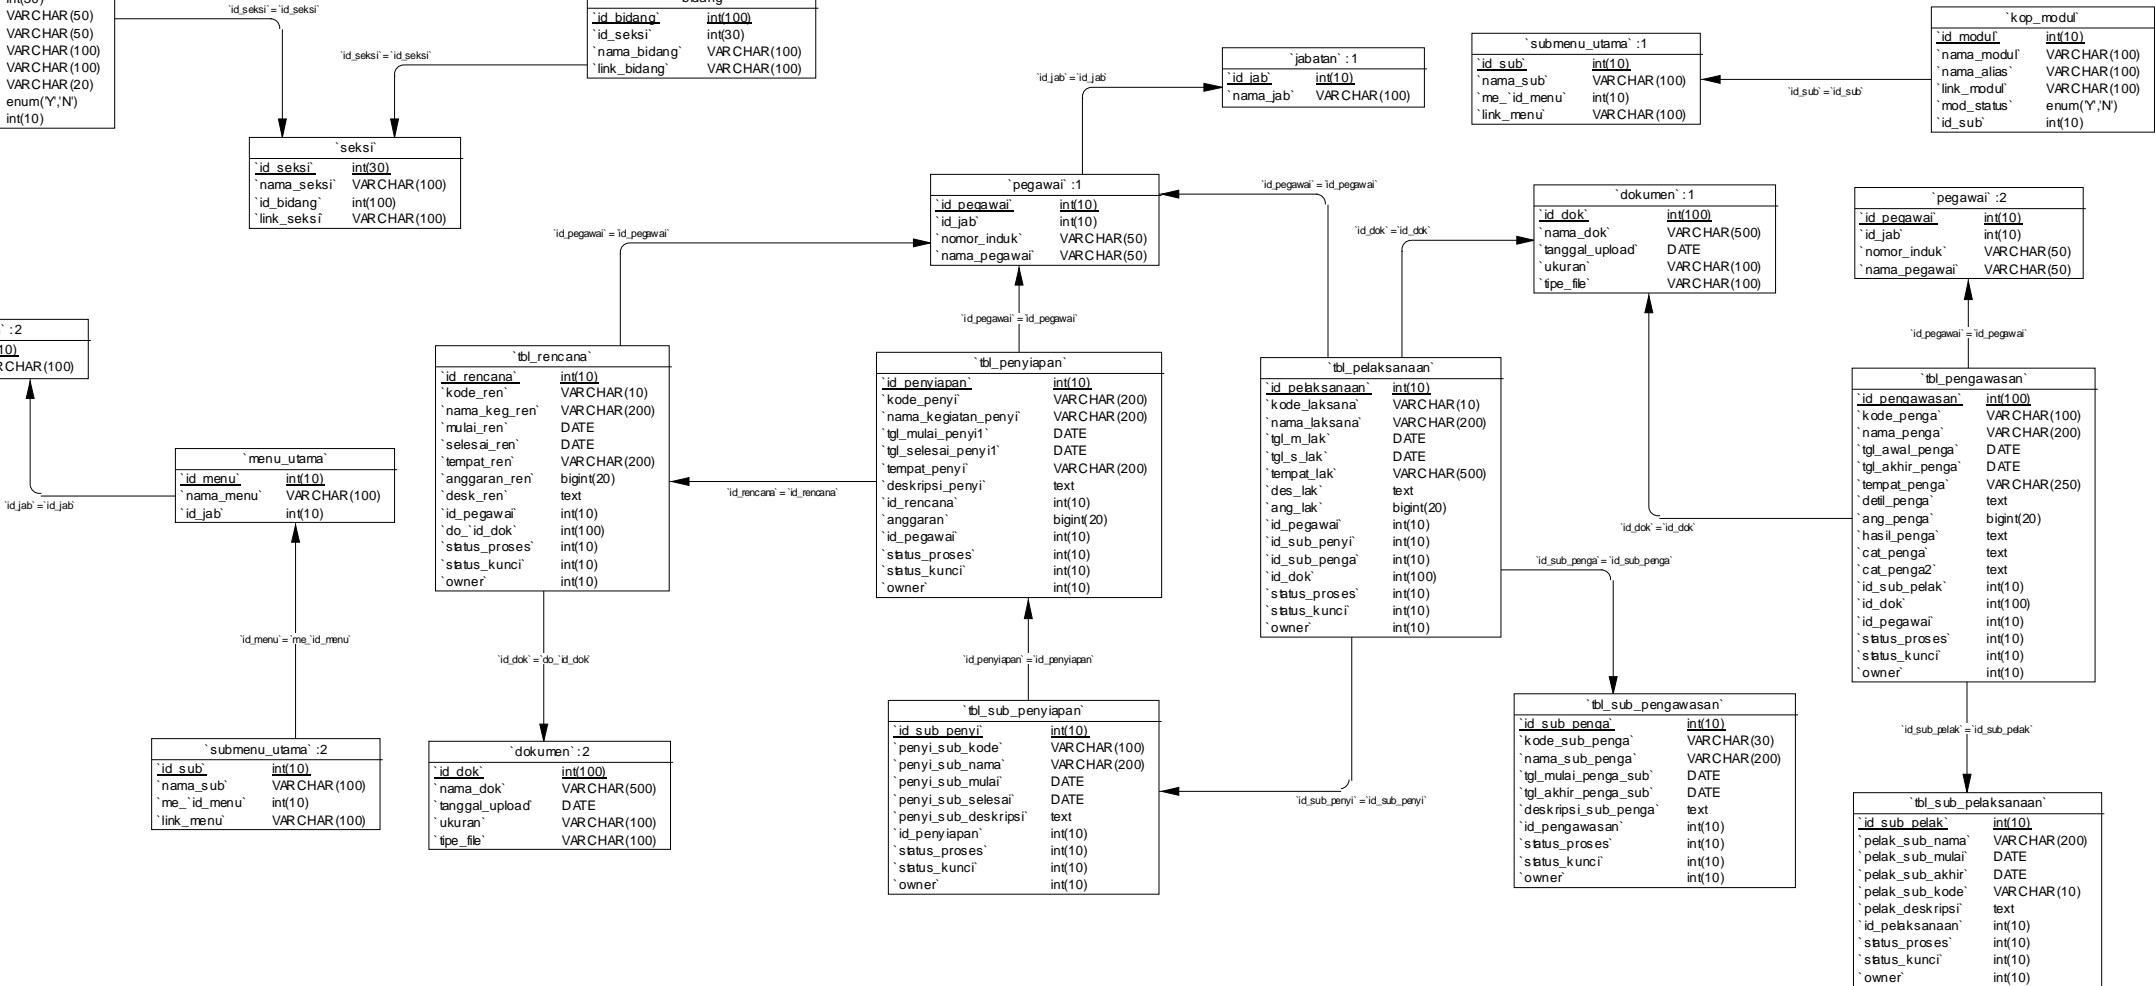 VARCHAR(50)
VARCHAR(50)
VARCHAR(100)
VARCHAR(100)
VARCHAR(20)
enum('Y','N')
int(10)
`id_seksi` = `id_seksi`
`id_seksi` = `id_seksi`
`id_bidang` int(100)
`id_seksi` int(30)
`nama_bidang` VARCHAR(100)
`link_bidang` VARCHAR(100)
`seksi`
`id_seksi` int(30)
`nama_seksi` VARCHAR(100)
`id_bidang` int(100)
`link_seksi` VARCHAR(100)
`id_jab` = `id_jab`
`jabatan` : 1
`id_jab` int(10)
`nama_jab` VARCHAR(100)
`submenu_utama` : 1
`id_sub` int(10)
`nama_sub` VARCHAR(100)
`me_`id_menu` int(10)
`link_menu` VARCHAR(100)
`id_sub` = `id_sub`
`kop_modul`
`id_modul` int(10)
`nama_modul` VARCHAR(100)
`nama_alias` VARCHAR(100)
`link_modul` VARCHAR(100)
`mod_status` enum('Y','N')
`id_sub` int(10)
`pegawai` : 1
`id_pegawai` int(10)
`id_jab` int(10)
`nomor_induk` VARCHAR(50)
`nama_pegawai` VARCHAR(50)
`id_pegawai` = `id_pegawai`
`id_pegawai` = `id_pegawai`
`id_pegawai` = `id_pegawai`
`id_dok` = `id_dok`
`dokumen` : 1
`id_dok` int(100)
`nama_dok` VARCHAR(500)
`tanggal_upload` DATE
`ukuran` VARCHAR(100)
`tipe_file` VARCHAR(100)
`pegawai` : 2
`id_pegawai` int(10)
`id_jab` int(10)
`nomor_induk` VARCHAR(50)
`nama_pegawai` VARCHAR(50)
`id_pegawai` = `id_pegawai`
` : 2
10)
RCHAR(100)
`id_jab` = `id_jab`
`menu_utama`
`id_menu` int(10)
`nama_menu` VARCHAR(100)
`id_jab` int(10)
`id_menu` = `me_`id_menu`
`submenu_utama` : 2
`id_sub` int(10)
`nama_sub` VARCHAR(100)
`me_`id_menu` int(10)
`link_menu` VARCHAR(100)
`tbl_rencana`
`id_rencana` int(10)
`kode_ren` VARCHAR(10)
`nama_keg_ren` VARCHAR(200)
`mulai_ren` DATE
`selesai_ren` DATE
`tempat_ren` VARCHAR(200)
`anggaran_ren` bigint(20)
`desk_ren` text
`id_pegawai` int(10)
`do_`id_dok` int(100)
`status_proses` int(10)
`status_kunci` int(10)
`owner` int(10)
`id_rencana` = `id_rencana`
`id_dok` = `do_`id_dok`
`dokumen` : 2
`id_dok` int(100)
`nama_dok` VARCHAR(500)
`tanggal_upload` DATE
`ukuran` VARCHAR(100)
`tipe_file` VARCHAR(100)
`tbl_penyiapan`
`id_penyiapan` int(10)
`kode_penyi` VARCHAR(200)
`nama_kegiatan_penyi` VARCHAR(200)
`tgl_mulai_penyi1` DATE
`tgl_selesai_penyi1` DATE
`tempat_penyi` VARCHAR(200)
`deskripsi_penyi` text
`id_rencana` int(10)
`anggaran` bigint(20)
`id_pegawai` int(10)
`status_proses` int(10)
`status_kunci` int(10)
`owner` int(10)
`id_penyiapan` = `id_penyiapan`
`tbl_sub_penyiapan`
`id_sub_penyi` int(10)
`penyi_sub_kode` VARCHAR(100)
`penyi_sub_nama` VARCHAR(200)
`penyi_sub_mulai` DATE
`penyi_sub_selesai` DATE
`penyi_sub_deskripsi` text
`id_penyiapan` int(10)
`status_proses` int(10)
`status_kunci` int(10)
`owner` int(10)
`tbl_pelaksanaan`
`id_pelaksanaan` int(10)
`kode_laksana` VARCHAR(10)
`nama_laksana` VARCHAR(200)
`tgl_m_lak` DATE
`tgl_s_lak` DATE
`tempat_lak` VARCHAR(500)
`des_lak` text
`ang_lak` bigint(20)
`id_pegawai` int(10)
`id_sub_penyi` int(10)
`id_sub_penga` int(10)
`id_dok` int(100)
`status_proses` int(10)
`status_kunci` int(10)
`owner` int(10)
`id_sub_penyi` = `id_sub_penyi`
`id_sub_penga` = `id_sub_penga`
`id_dok` = `id_dok`
`tbl_sub_pengawasan`
`id_sub_penga` int(10)
`kode_sub_penga` VARCHAR(30)
`nama_sub_penga` VARCHAR(200)
`tgl_mulai_penga_sub` DATE
`tgl_akhir_penga_sub` DATE
`deskripsi_sub_penga` text
`id_pengawasan` int(10)
`status_proses` int(10)
`status_kunci` int(10)
`owner` int(10)
`tbl_pengawasan`
`id_pengawasan` int(100)
`kode_penga` VARCHAR(100)
`nama_penga` VARCHAR(200)
`tgl_awal_penga` DATE
`tgl_akhir_penga` DATE
`tempat_penga` VARCHAR(250)
`detil_penga` text
`ang_penga` bigint(20)
`hasil_penga` text
`cat_penga` text
`cat_penga2` text
`id_sub_pelak` int(10)
`id_dok` int(100)
`id_pegawai` int(10)
`status_proses` int(10)
`status_kunci` int(10)
`owner` int(10)
`id_sub_pelak` = `id_sub_pelak`
`tbl_sub_pelaksanaan`
`id_sub_pelak` int(10)
`pelak_sub_nama` VARCHAR(200)
`pelak_sub_mulai` DATE
`pelak_sub_akhir` DATE
`pelak_sub_kode` VARCHAR(10)
`pelak_deskripsi` text
`id_pelaksanaan` int(10)
`status_proses` int(10)
`status_kunci` int(10)
`owner` int(10)